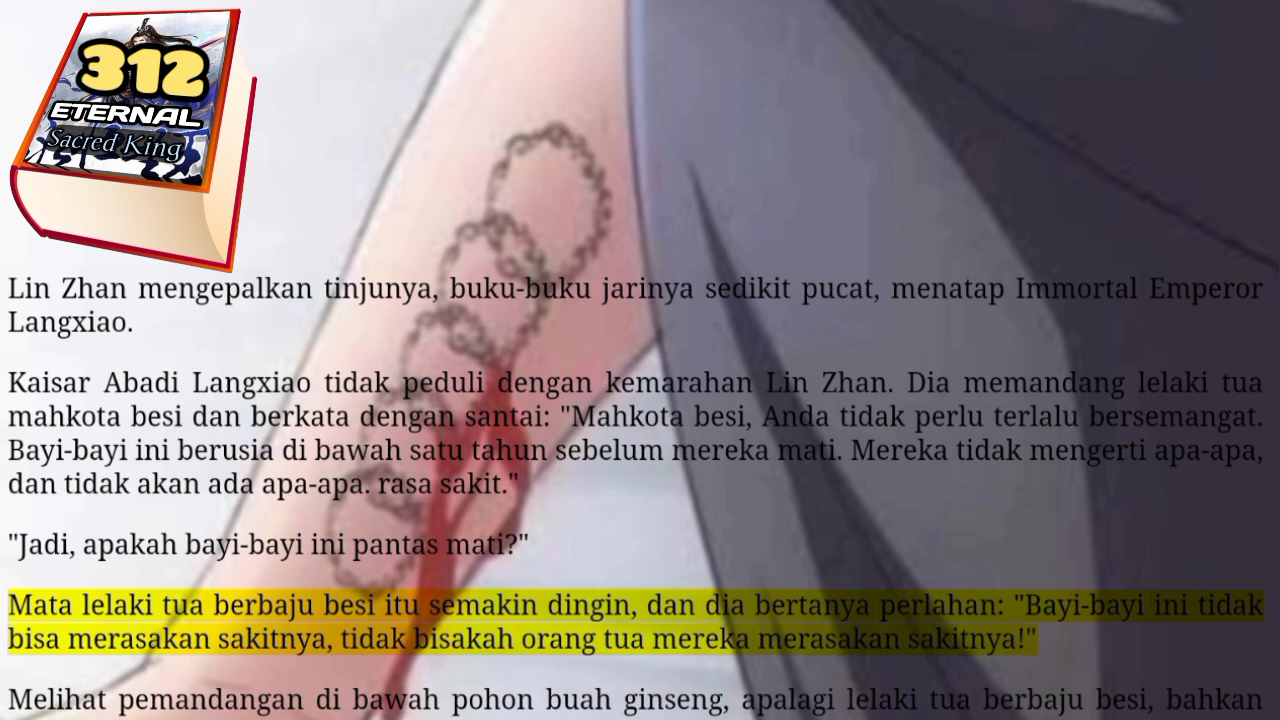 312
ETERNAL
Sacred King
Lin Zhan mengepalkan tinjunya, buku-buku jarinya sedikit pucat, menatap Immortal Emperor
Langxiao.
Kaisar Abadi Langxiao tidak peduli dengan kemarahan Lin Zhan. Dia memandang lelaki tua
mahkota besi dan berkata dengan santai: "Mahkota besi, Anda tidak perlu terlalu bersemangat.
Bayi-bayi ini berusia di bawah satu tahun sebelum mereka mati. Mereka tidak mengerti apa-apa,
dan tidak akan ada apa-apa. rasa sakit."
"Jadi, apakah bayi-bayi ini pantas mati?"
Mata lelaki tua berbaju besi itu semakin dingin, dan dia bertanya perlahan: "Bayi-bayi ini tidak
bisa merasakan sakitnya, tidak bisakah orang tua mereka merasakan sakitnya!"
Melihat pemandangan di bawah pohon buah ginseng, apalagi lelaki tua berbaju besi, bahkan